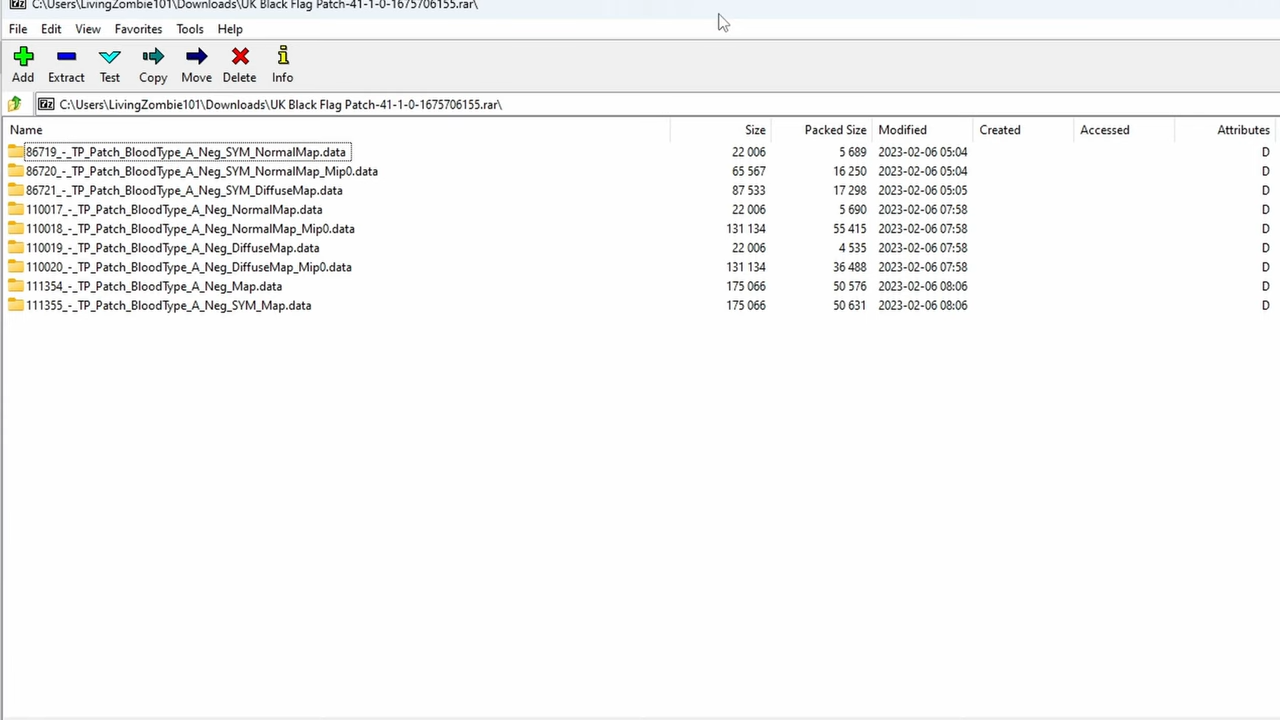 C:\Users\LivingZombie101\Downloads\UK Black Flag Patch-41-1-0-1675706155.rar\
File Edit View Favorites Tools Help
Add Extract Test Copy Move Delete Info
C:\Users\LivingZombie101\Downloads\UK Black Flag Patch-41-1-0-1675706155.rar\
Name Size Packed Size Modified Created Accessed Attributes
86719_-_TP_Patch_BloodType_A_Neg_SYM_NormalMap.data 22 006 5 689 2023-02-06 05:04 D
86720_-_TP_Patch_BloodType_A_Neg_SYM_NormalMap_Mip0.data 65 567 16 250 2023-02-06 05:04 D
86721_-_TP_Patch_BloodType_A_Neg_SYM_DiffuseMap.data 87 533 17 298 2023-02-06 05:05 D
110017_-_TP_Patch_BloodType_A_Neg_NormalMap.data 22 006 5 690 2023-02-06 07:58 D
110018_-_TP_Patch_BloodType_A_Neg_NormalMap_Mip0.data 131 134 55 415 2023-02-06 07:58 D
110019_-_TP_Patch_BloodType_A_Neg_DiffuseMap.data 22 006 4 535 2023-02-06 07:58 D
110020_-_TP_Patch_BloodType_A_Neg_DiffuseMap_Mip0.data 131 134 36 488 2023-02-06 07:58 D
111354_-_TP_Patch_BloodType_A_Neg_Map.data 175 066 50 576 2023-02-06 08:06 D
111355_-_TP_Patch_BloodType_A_Neg_SYM_Map.data 175 066 50 631 2023-02-06 08:06 D